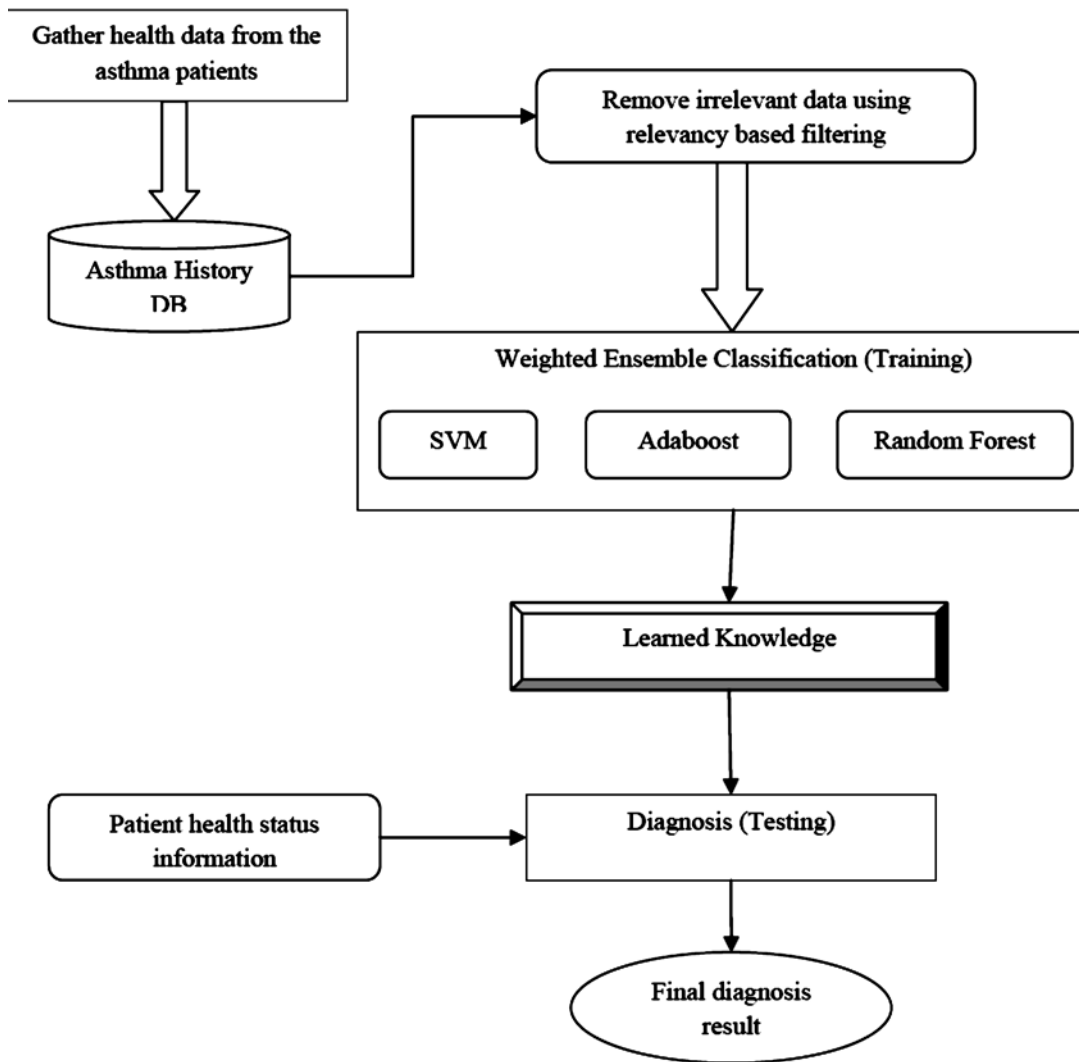 Gather health data from the
asthma patients
Remove irrelevant data using
relevancy based filtering
Asthma History
DB
Weighted Ensemble Classification (Training)
SVM
Adaboost
Random Forest
Learned Knowledge
Patient health status
information
Diagnosis (Testing)
Final diagnosis
result